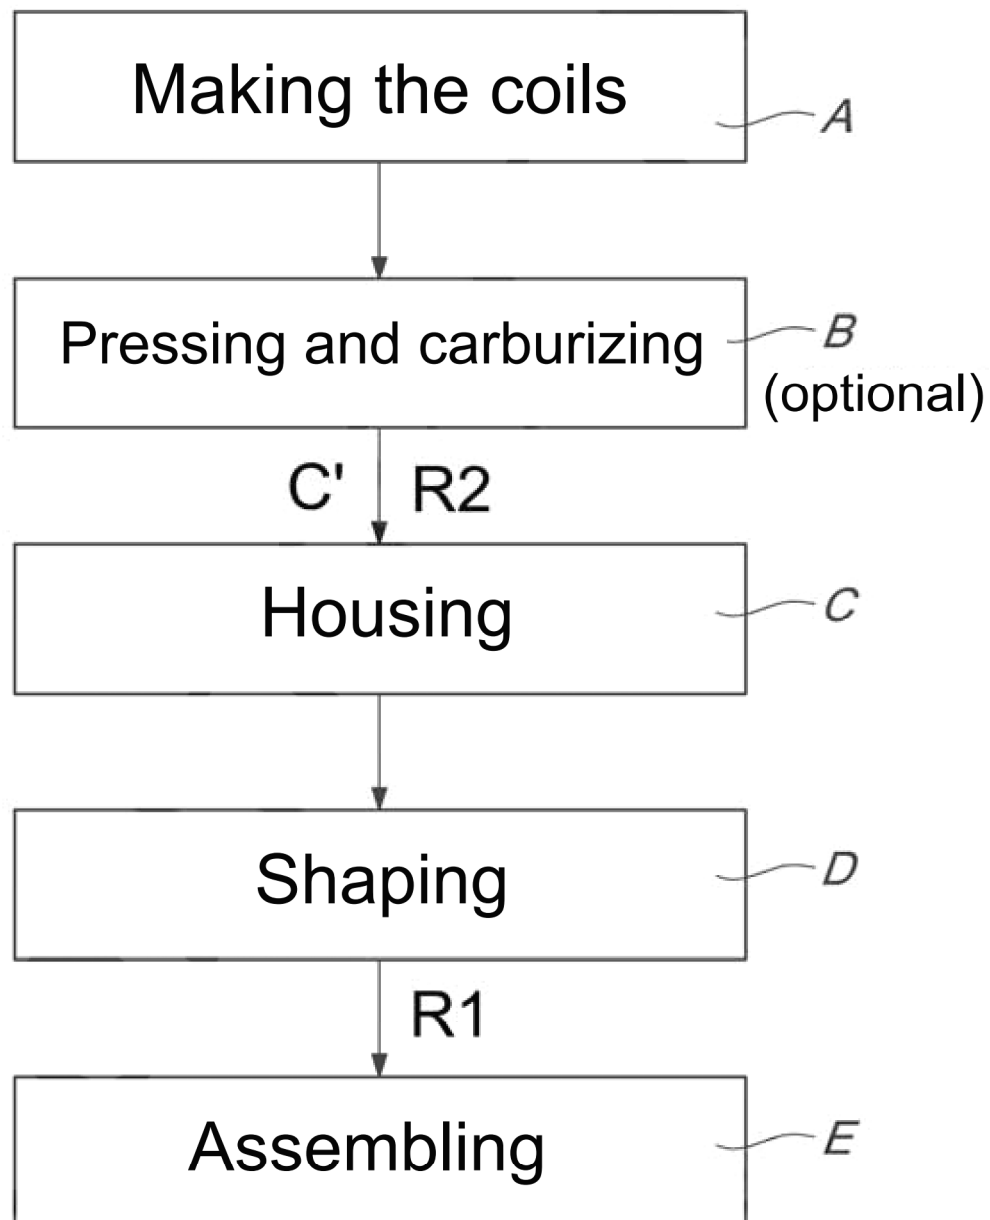 Making the coils
A
Pressing and carburizing
B
(optional)
C' R2
Housing
C
Shaping
D
R1
Assembling
E